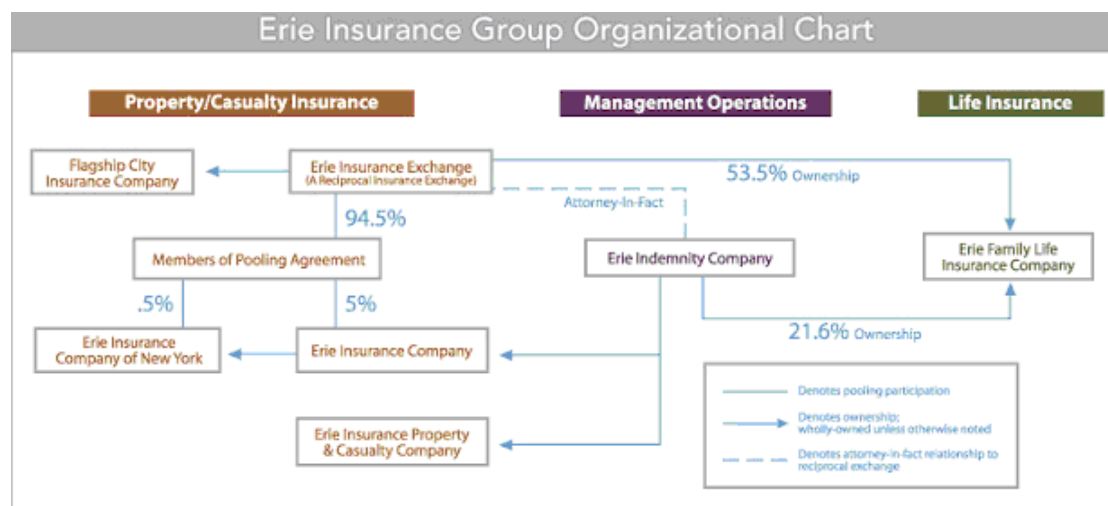 Erie Insurance Group Organizational Chart
Property/Casualty Insurance
Management Operations
Life Insurance
Flagship City
Insurance Company
Erie Insurance Exchange
(A Reciprocal Insurance Exchange)
53.5% Ownership
Attorney-In-Fact
94.5%
Members of Pooling Agreement
Erie Indemnity Company
Erie Family Life
Insurance Company
.5%
5%
21.6% Ownership
Erie Insurance
Company of New York
Erie Insurance Company
Erie Insurance Property
& Casualty Company
Denotes pooling participation
Denotes ownership;
wholly-owned unless otherwise noted
Denotes attorney-in-fact relationship to
reciprocal exchange